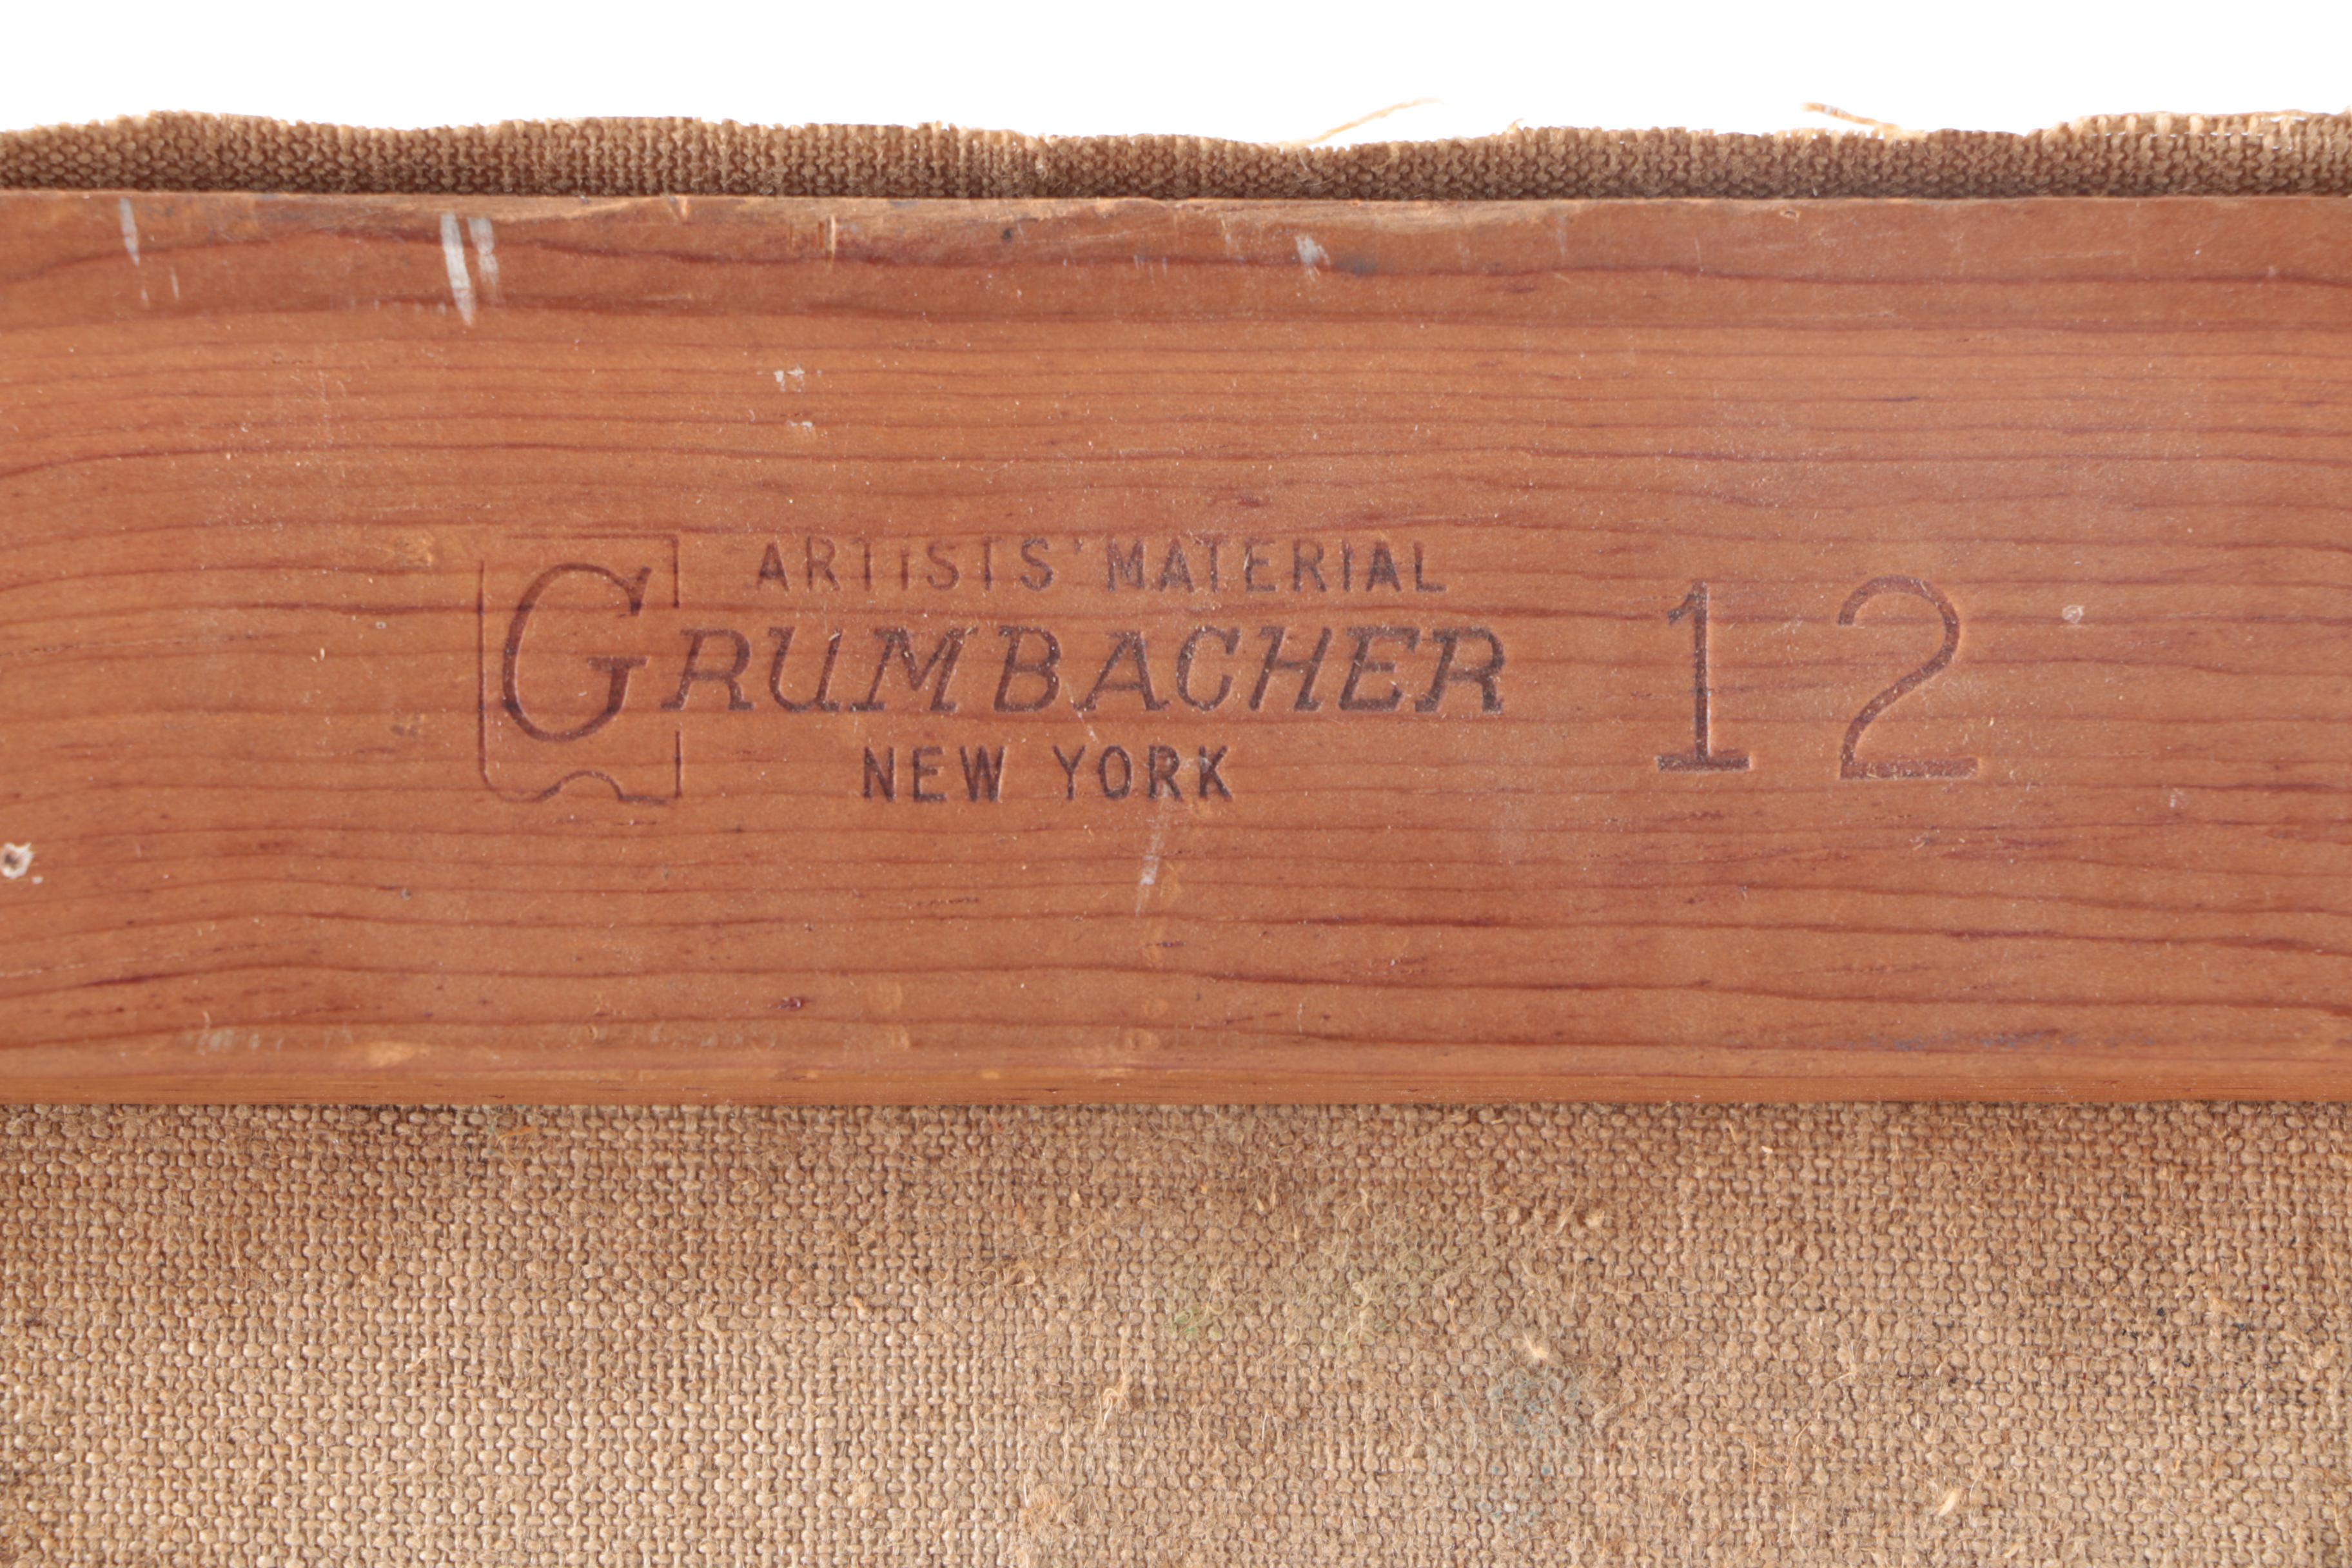 ARTISTS' MATERIAL
GRUMBACHER 12
NEW YORK